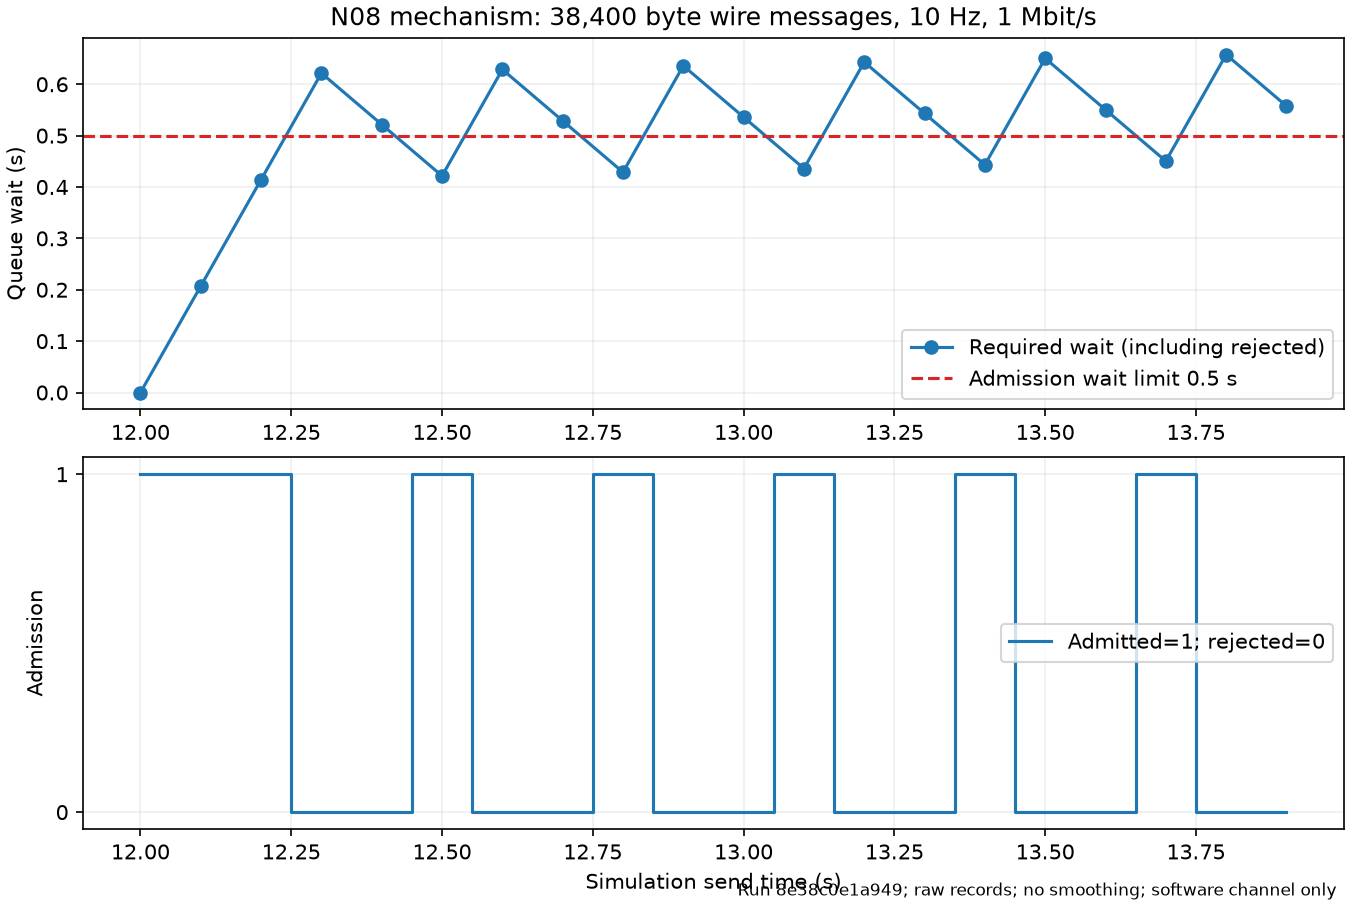 N08 mechanism: 38,400 byte wire messages, 10 Hz, 1 Mbit/s
Queue wait (s)
0.6
0.5
0.4
0.3
0.2
0.1
0.0
Required wait (including rejected)
Admission wait limit 0.5 s
12.00 12.25 12.50 12.75 13.00 13.25 13.50 13.75
Admission
1
0
Admitted=1; rejected=0
12.00 12.25 12.50 12.75 13.00 13.25 13.50 13.75
Simulation send time (s)
Run 8e38c0e1a949; raw records; no smoothing; software channel only